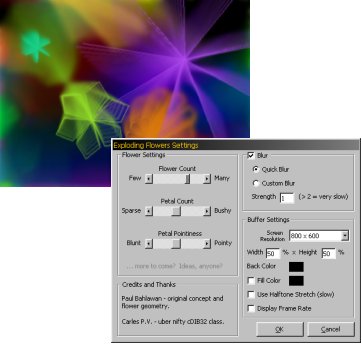 Exploding Flowers Settings
Flower Settings
Flower Count
Few
Many
Petal Count
Sparse
Bushy
Petal Pointiness
Blunt
Pointy
... more to come? Ideas, anyone?
Credits and Thanks
Paul Bahlawan - original concept and
flower geometry.
Carles P.V. - uber nifty cDIB32 class.
Blur
Quick Blur
Custom Blur
Strength 1 (> 2 = very slow)
Buffer Settings
Screen
Resolution
800 x 600
Width 50 % x Height 50 %
Back Color
Fill Color
Use Halftone Stretch (slow)
Display Frame Rate
OK
Cancel